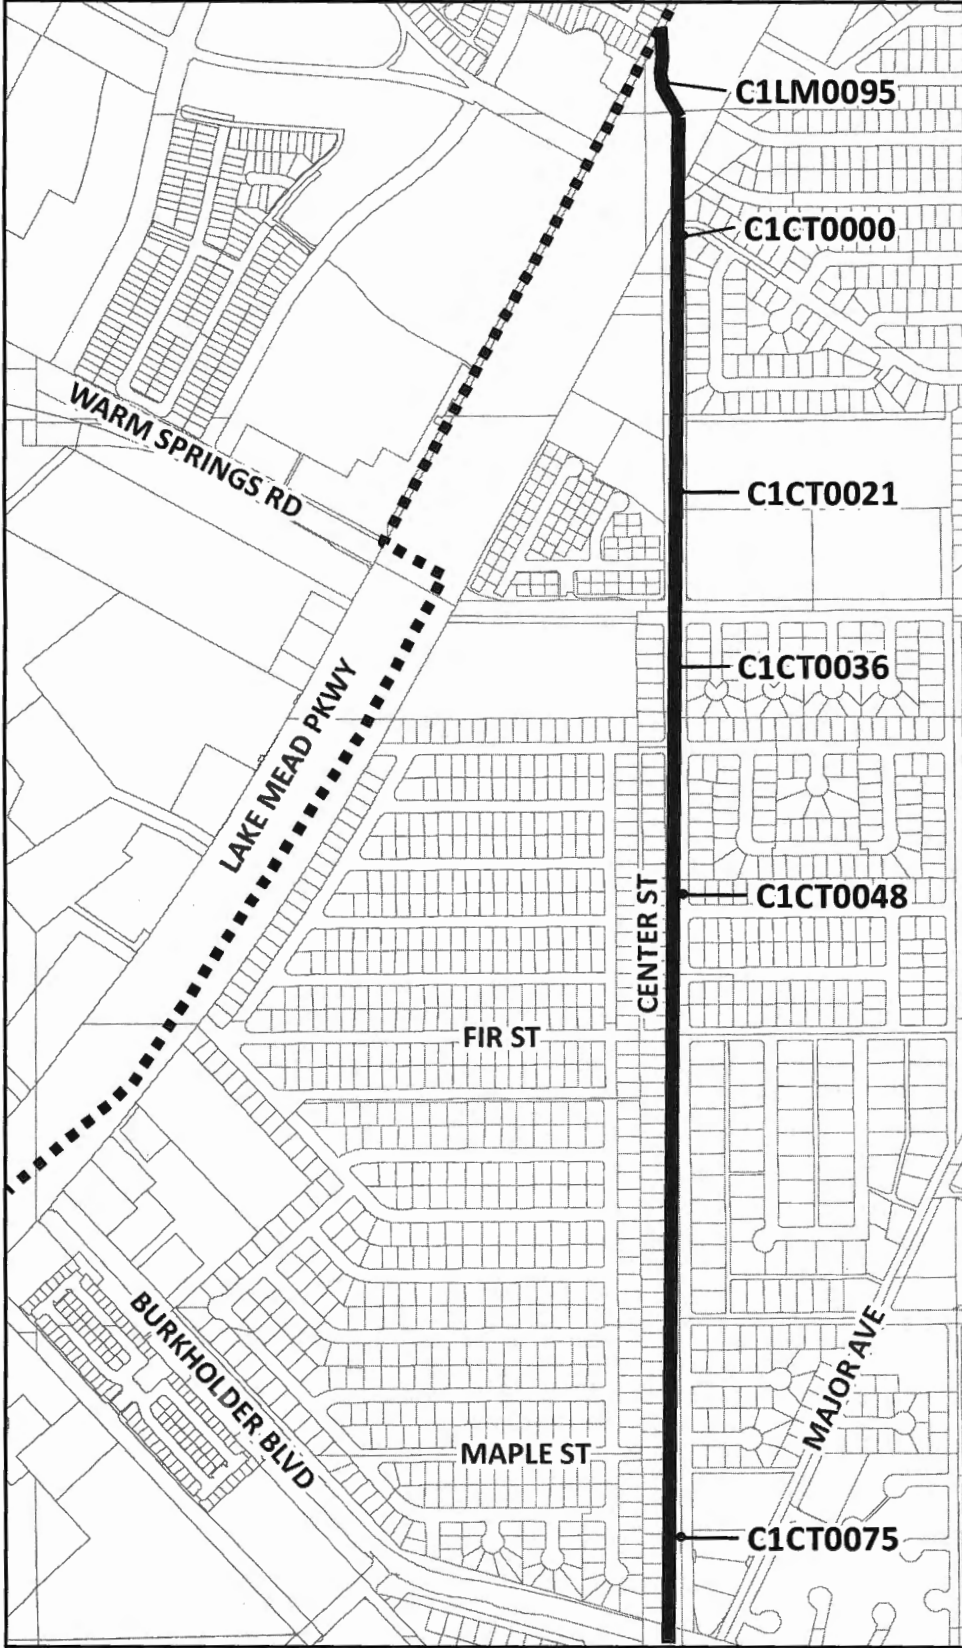 C1LM0095
C1CT0000
WARM SPRINGS RD
C1CT0021
C1CT0036
LAKE MEAD PKWY
C1CT0048
CENTER ST
FIR ST
BURKHOLDER BLVD
MAJOR AVE
MAPLE ST
C1CT0075